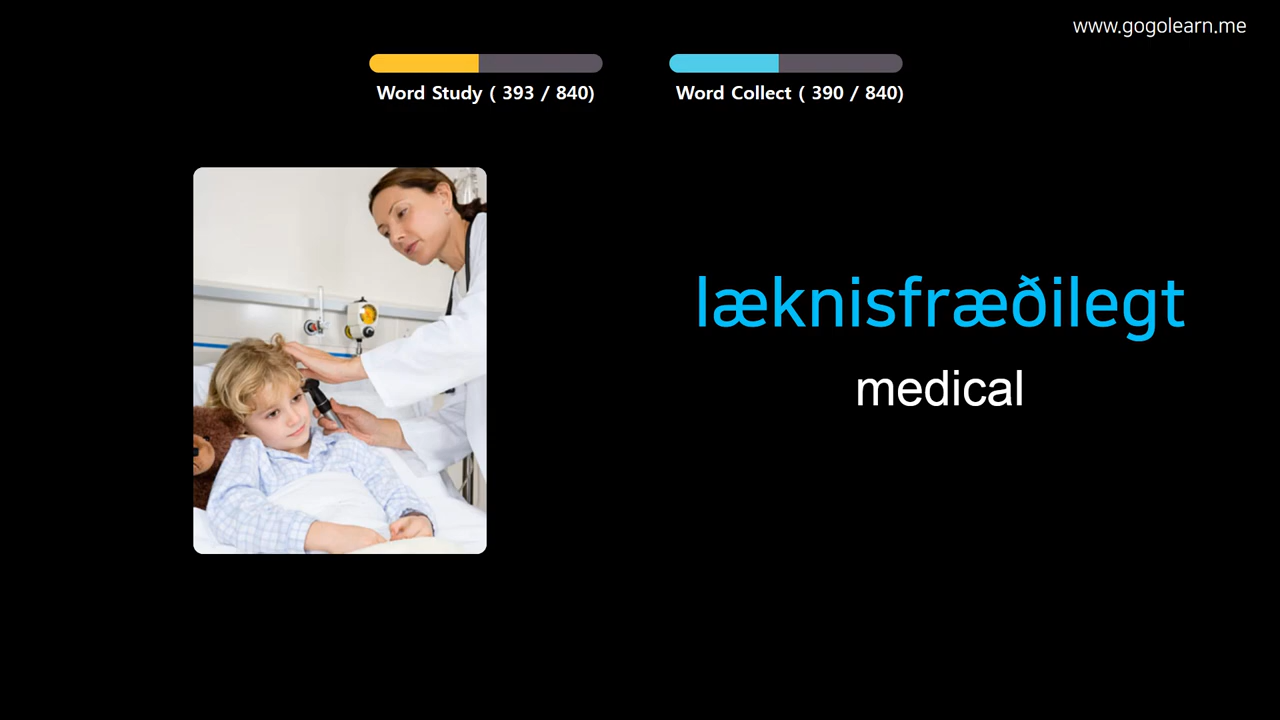 www.gogolearn.me
Word Study ( 393 / 840)
Word Collect ( 390 / 840)
læknisfræðilegt
medical